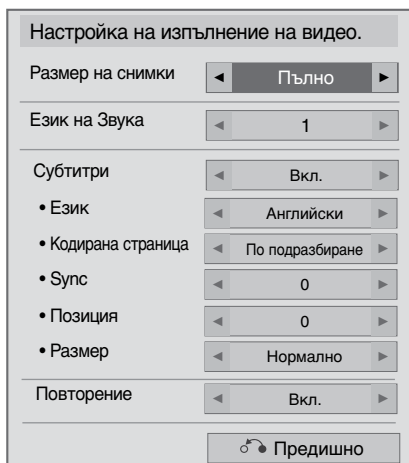 Настройка на изпълнение на видео.
Размер на снимки ◄ Пълно ►
Език на Звука ◄ 1 ►
Субтитри ◄ Вкл. ►
• Език ◄ Английски ►
• Кодирана страница ◄ По подразбиране ►
• Sync ◄ 0 ►
• Позиция ◄ 0 ►
• Размер ◄ Нормално ►
Повторение ◄ Вкл. ►
Предишно